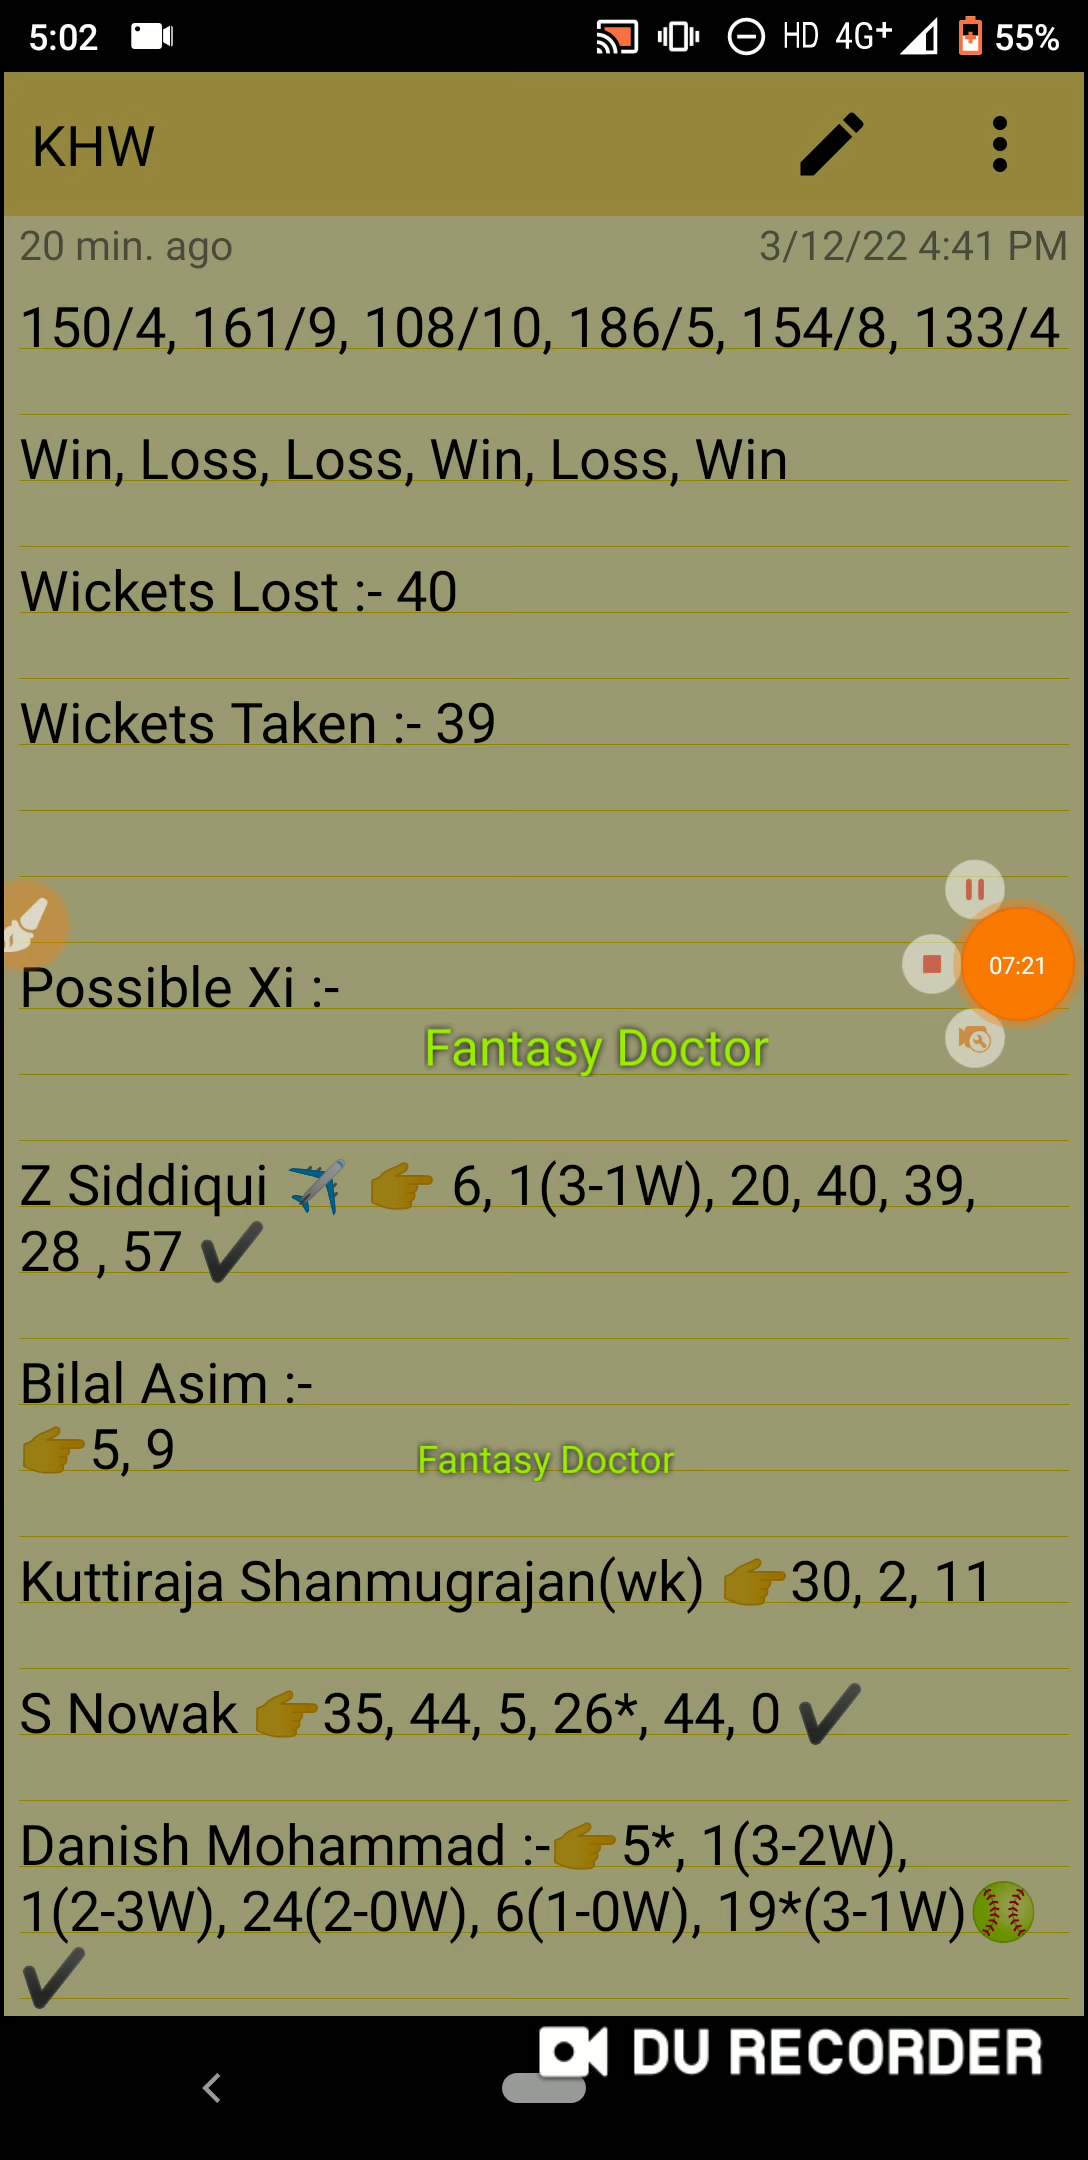 5:02 HD 4G+ 55%
KHW
20 min. ago 3/12/22 4:41 PM
150/4, 161/9, 108/10, 186/5, 154/8, 133/4
Win, Loss, Loss, Win, Loss, Win
Wickets Lost :- 40
Wickets Taken :- 39
07:21
Possible Xi :-
Fantasy Doctor
Z Siddiqui ✈️ 👉 6, 1(3-1W), 20, 40, 39,
28 , 57 ✔️
Bilal Asim :-
👉5, 9
Fantasy Doctor
Kuttiraja Shanmugrajan(wk) 👉30, 2, 11
S Nowak 👉35, 44, 5, 26*, 44, 0 ✔️
Danish Mohammad :-👉5*, 1(3-2W),
1(2-3W), 24(2-0W), 6(1-0W), 19*(3-1W)🥎
✔️
DU RECORDER